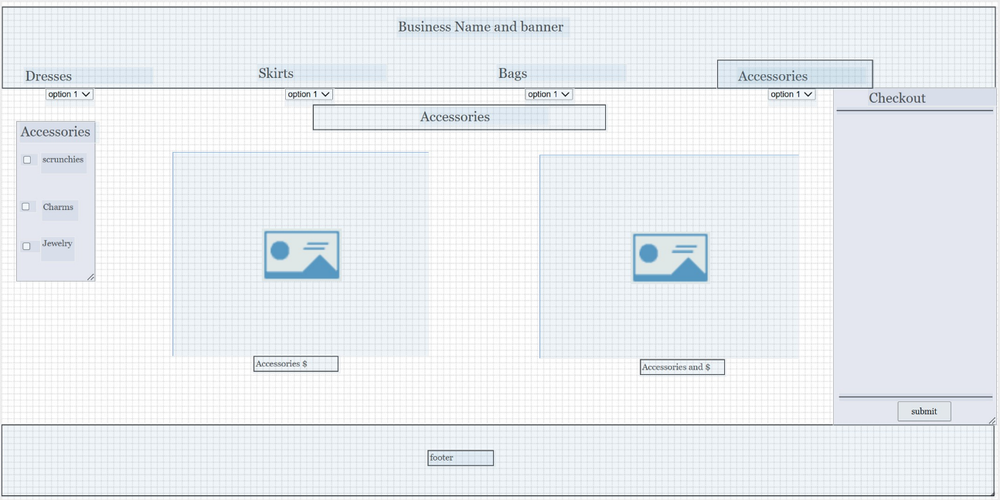 Business Name and banner
Dresses
Skirts
Bags
Accessories
option 1
option 1
option 1
option 1
Checkout
Accessories
Accessories
scrunchies
Charms
Jewelry
Accessories $
Accessories and $
submit
footer